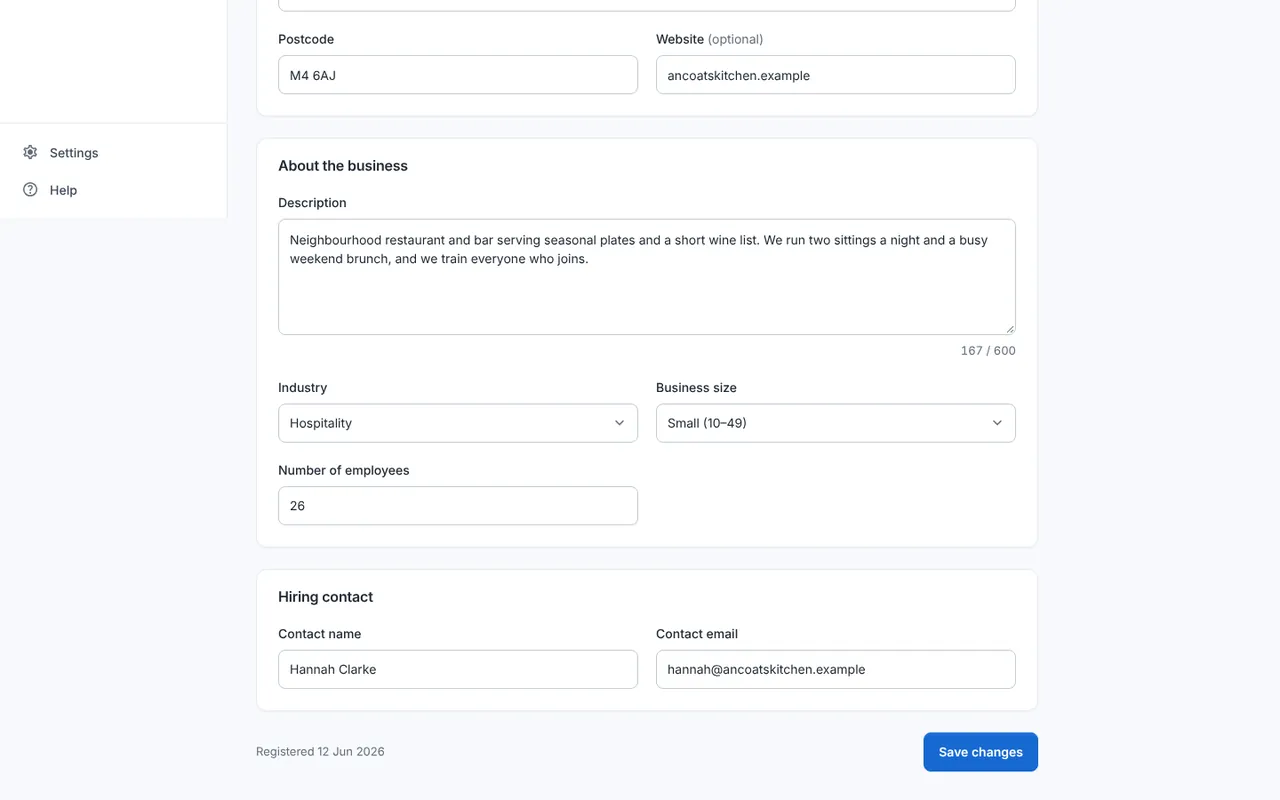 Postcode
Website (optional)
M4 6AJ
ancoatskitchen.example
Settings
Help
About the business
Description
Neighbourhood restaurant and bar serving seasonal plates and a short wine list. We run two sittings a night and a busy
weekend brunch, and we train everyone who joins.
167 / 600
Industry
Business size
Hospitality
Small (10–49)
Number of employees
26
Hiring contact
Contact name
Contact email
Hannah Clarke
hannah@ancoatskitchen.example
Registered 12 Jun 2026
Save changes